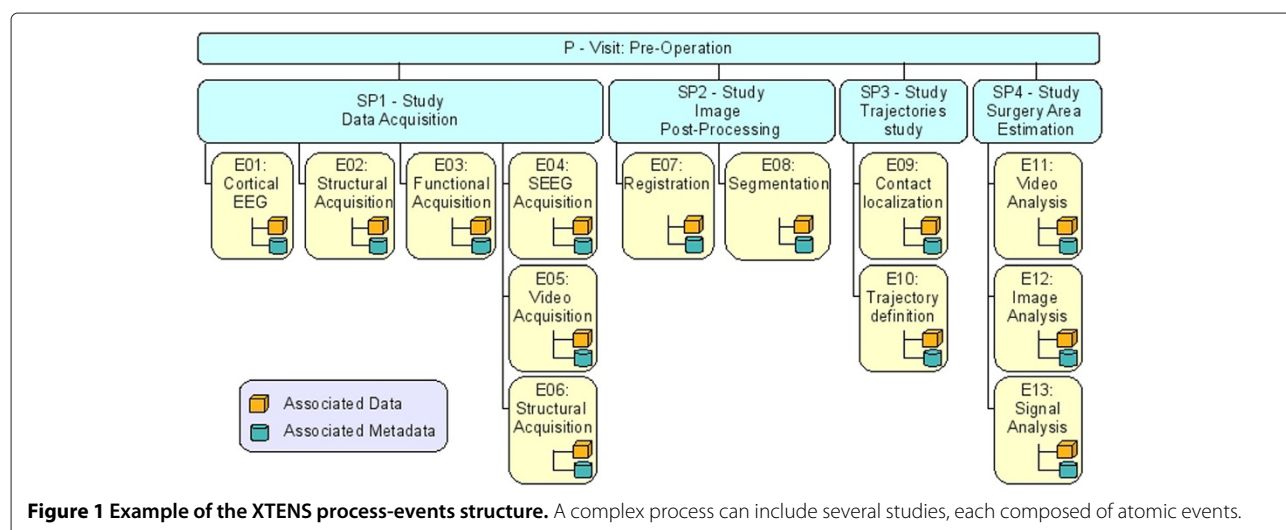 P - Visit: Pre-Operation
SP1 - Study
Data Acquisition
SP2 - Study
Image
Post-Processing
SP3 - Study
Trajectories
study
SP4 - Study
Surgery Area
Estimation
E01:
Cortical
EEG
E02:
Structural
Acquisition
E03:
Functional
Acquisition
E04:
SEEG
Acquisition
E05:
Video
Acquisition
E06:
Structural
Acquisition
E07:
Registration
E08:
Segmentation
E09:
Contact
localization
E10:
Trajectory
definition
E11:
Video
Analysis
E12:
Image
Analysis
E13:
Signal
Analysis
Associated Data
Associated Metadata
Figure 1 Example of the XTENS process-events structure. A complex process can include several studies, each composed of atomic events.